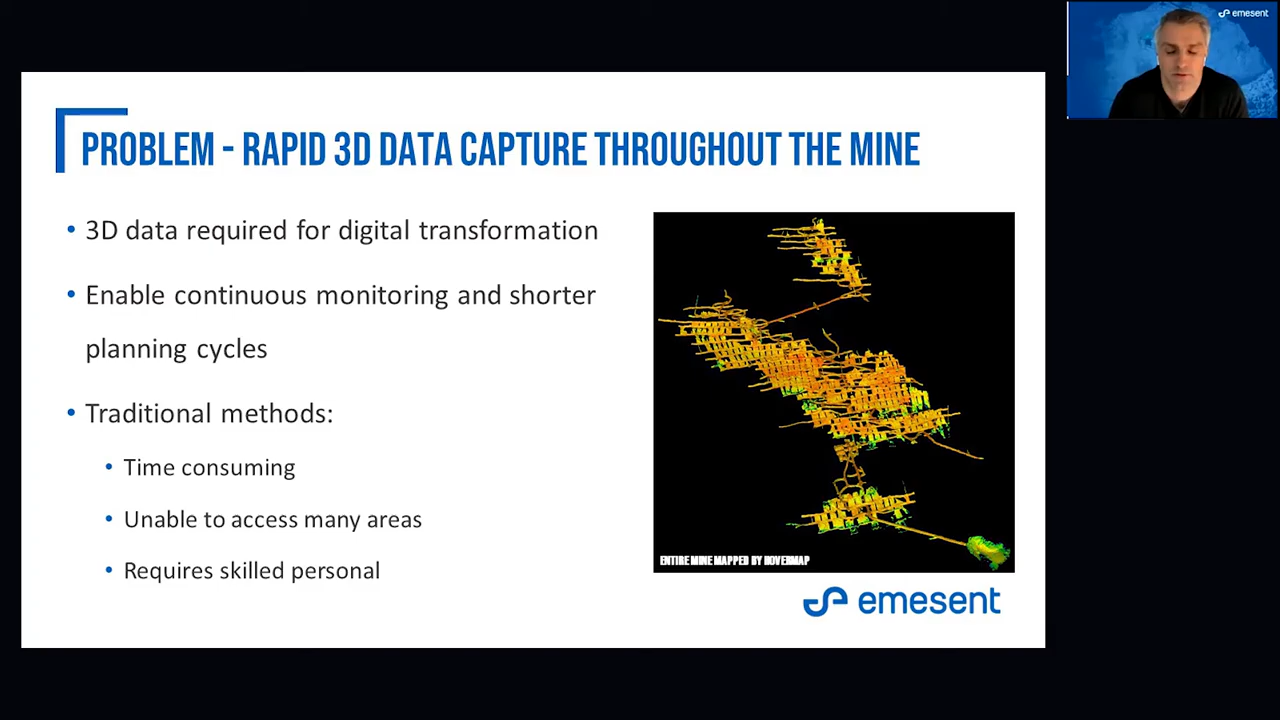 emesent
PROBLEM - RAPID 3D DATA CAPTURE THROUGHOUT THE MINE
• 3D data required for digital transformation
• Enable continuous monitoring and shorter
planning cycles
• Traditional methods:
• Time consuming
• Unable to access many areas
• Requires skilled personal
ENTIRE MINE MAPPED BY HOVERMAP
emesent